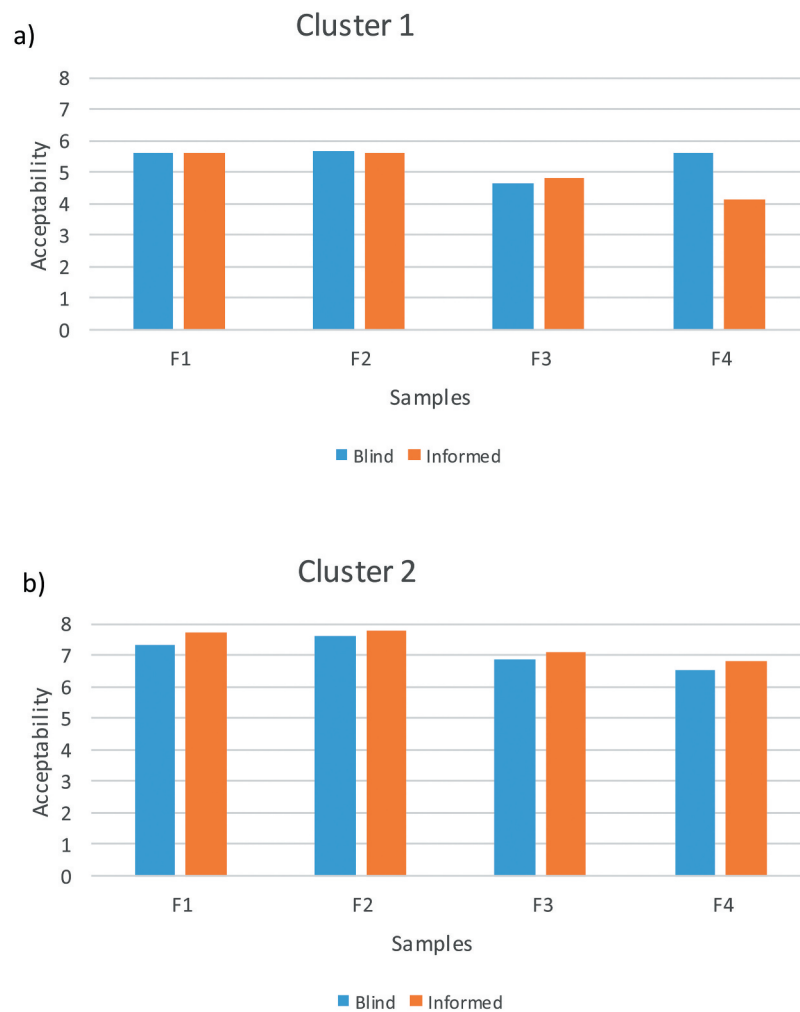 a)
Cluster 1
8
7
6
5
4
3
2
1
0
Acceptability
F1 F2 F3 F4
Samples
Blind Informed
b)
Cluster 2
8
7
6
5
4
3
2
1
0
Acceptability
F1 F2 F3 F4
Samples
Blind Informed